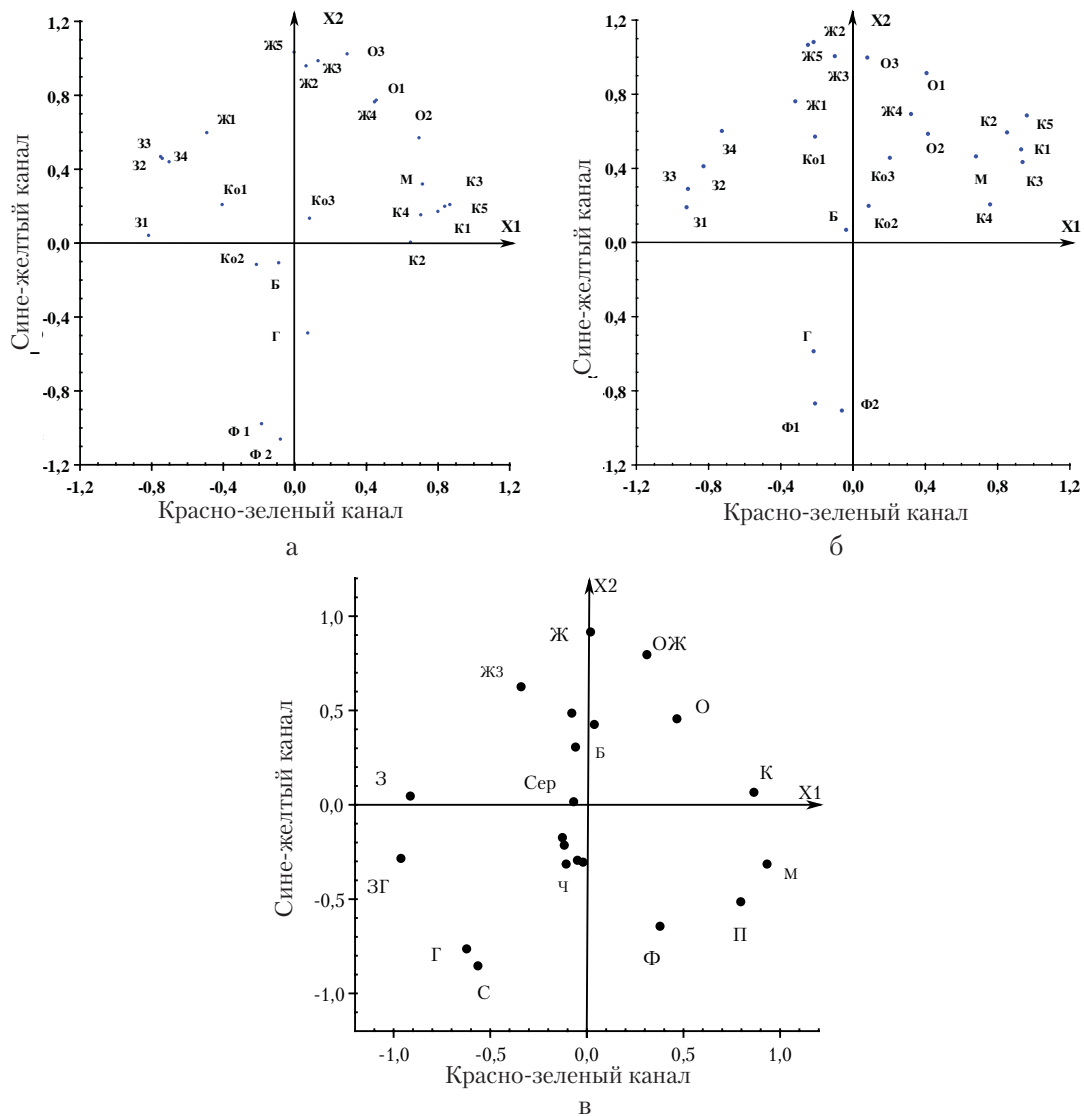 X2
1,2
Ж5
О3
Ж3
Ж2
О1
0,8
Ж4
Ж1
О2
З3
З4
0,4
З2
М
К3
Ко1
Ко3
К4
К5
З1
К1
X1
0,0
Ко2
К2
Б
-0,4
Г
-0,8
Ф 1
Ф 2
-1,2
-1,2 -0,8 -0,4 0,0 0,4 0,8 1,2
Сине-желтый канал
Красно-зеленый канал
а
X2
1,2
Ж2
Ж5
О3
Ж3
О1
0,8
Ж1
Ж4
К2
К5
З4
О2
К1
Ко1
0,4
З3
З2
Ко3
М
К3
З1
Б
Ко2
К4
X1
0,0
-0,4
Г
-0,8
Ф2
Ф1
-1,2
-1,2 -0,8 -0,4 0,0 0,4 0,8 1,2
Сине-желтый канал
Красно-зеленый канал
б
X2
1,0
Ж
ОЖ
ЖЗ
0,5
О
Б
З
Сер
К
X1
0,0
ЗГ
Ч
М
-0,5
Г
Ф
П
С
-1,0
-1,0 -0,5 0,0 0,5 1,0
Сине-желтый канал
Красно-зеленый канал
в